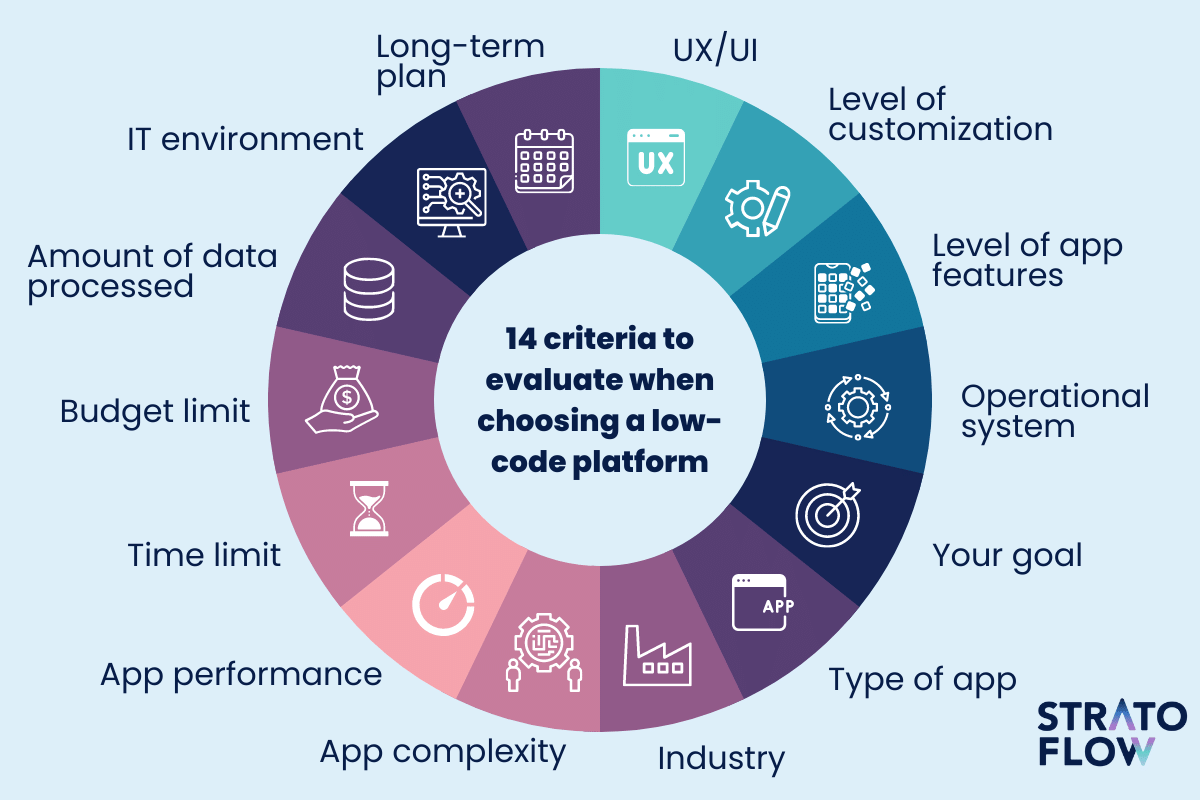 Long-term
plan
UX/UI
Level of
customization
IT environment
UX
Level of app
features
Amount of data
processed
14 criteria to
evaluate when
choosing a low-
code platform
$
Operational
system
Budget limit
Your goal
Time limit
APP
Type of app
App performance
App complexity
Industry
STRATO
FLOW